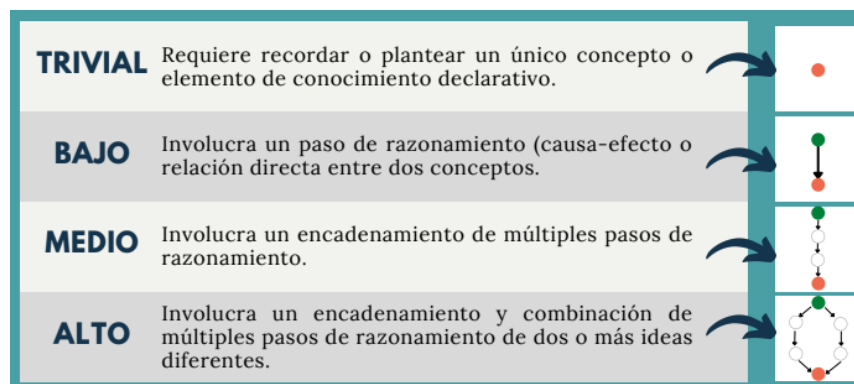 TRIVIAL
Requiere recordar o plantear un único concepto o
elemento de conocimiento declarativo.
BAJO
Involucra un paso de razonamiento (causa-efecto o
relación directa entre dos conceptos.
MEDIO
Involucra un encadenamiento de múltiples pasos de
razonamiento.
ALTO
Involucra un encadenamiento y combinación de
múltiples pasos de razonamiento de dos o más ideas
diferentes.